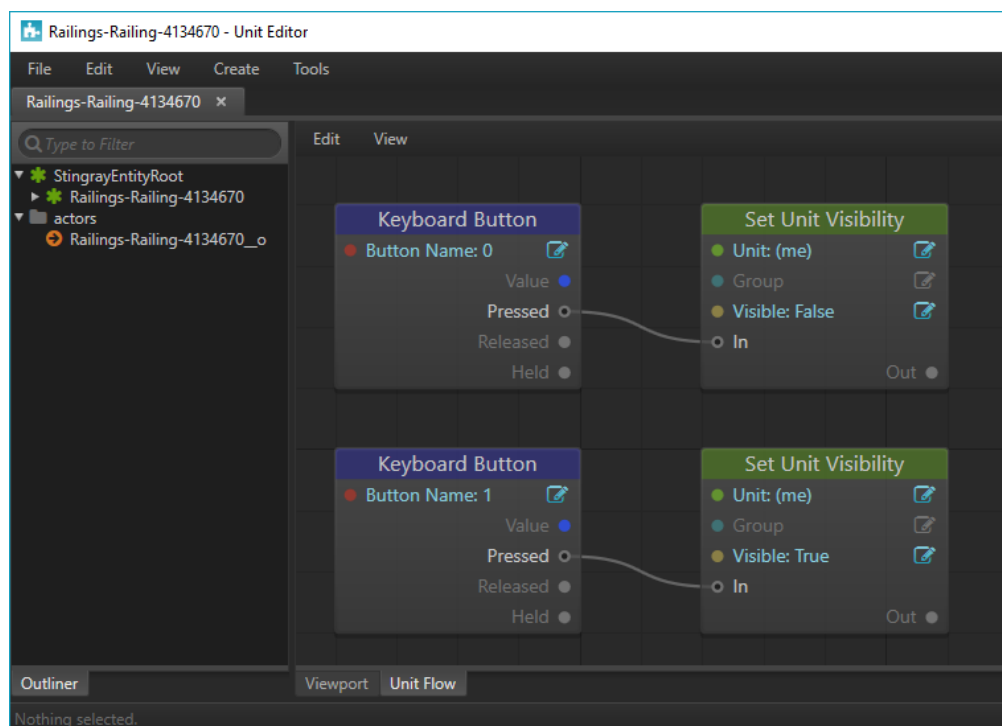 Railings-Railing-4134670 - Unit Editor
File Edit View Create Tools
Railings-Railing-4134670 ×
Type to Filter
StingrayEntityRoot
Railings-Railing-4134670
actors
Railings-Railing-4134670__o
Edit View
Keyboard Button
Button Name: 0
Value
Pressed
Released
Held
Set Unit Visibility
Unit: (me)
Group
Visible: False
In
Out
Keyboard Button
Button Name: 1
Value
Pressed
Released
Held
Set Unit Visibility
Unit: (me)
Group
Visible: True
In
Out
Outliner
Viewport Unit Flow
Nothing selected.